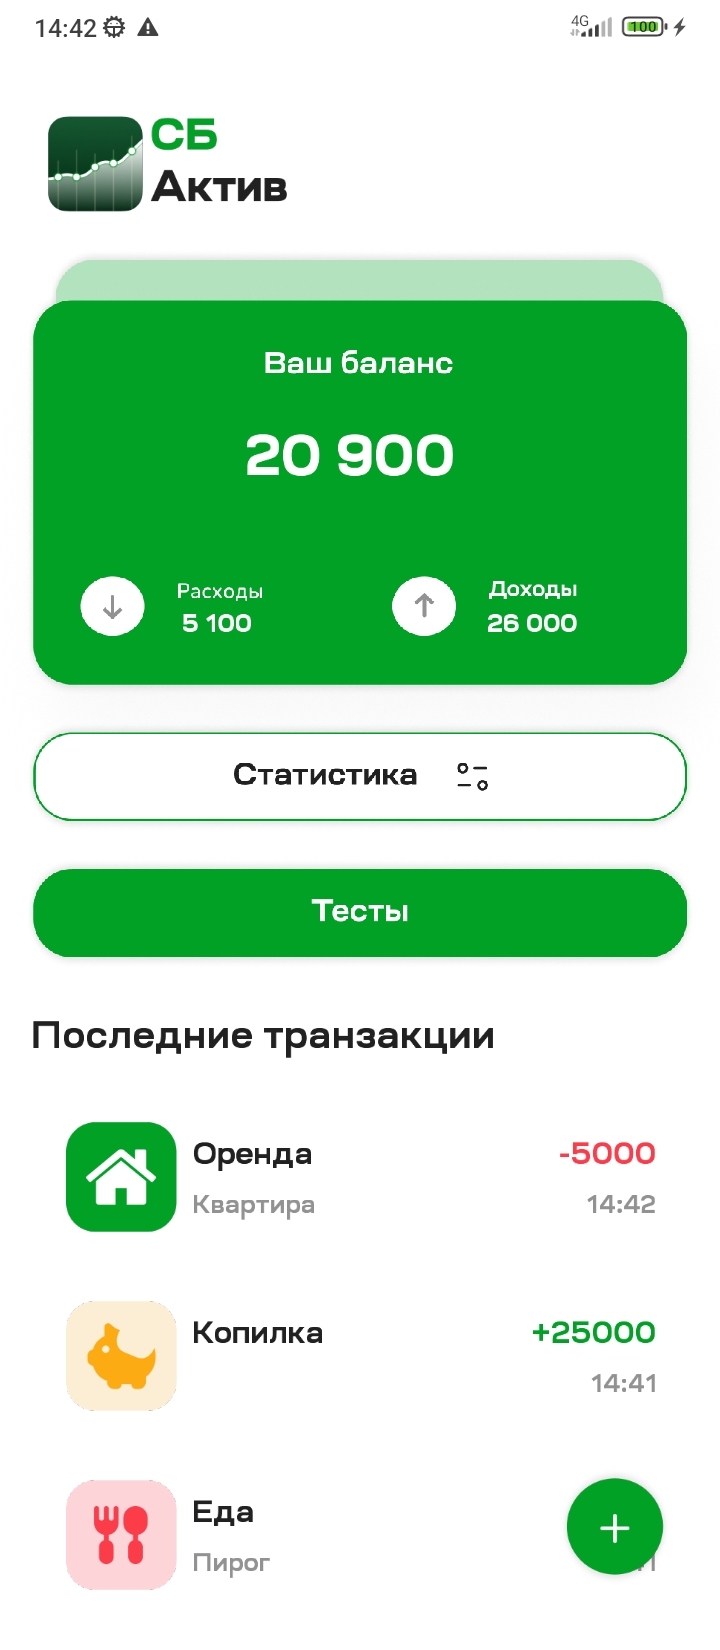 14:42
4G
100
СБ
Актив
Ваш баланс
20 900
Расходы
5 100
Доходы
26 000
Статистика
Тесты
Последние транзакции
Оренда
-5000
Квартира
14:42
Копилка
+25000
14:41
Еда
Пирог